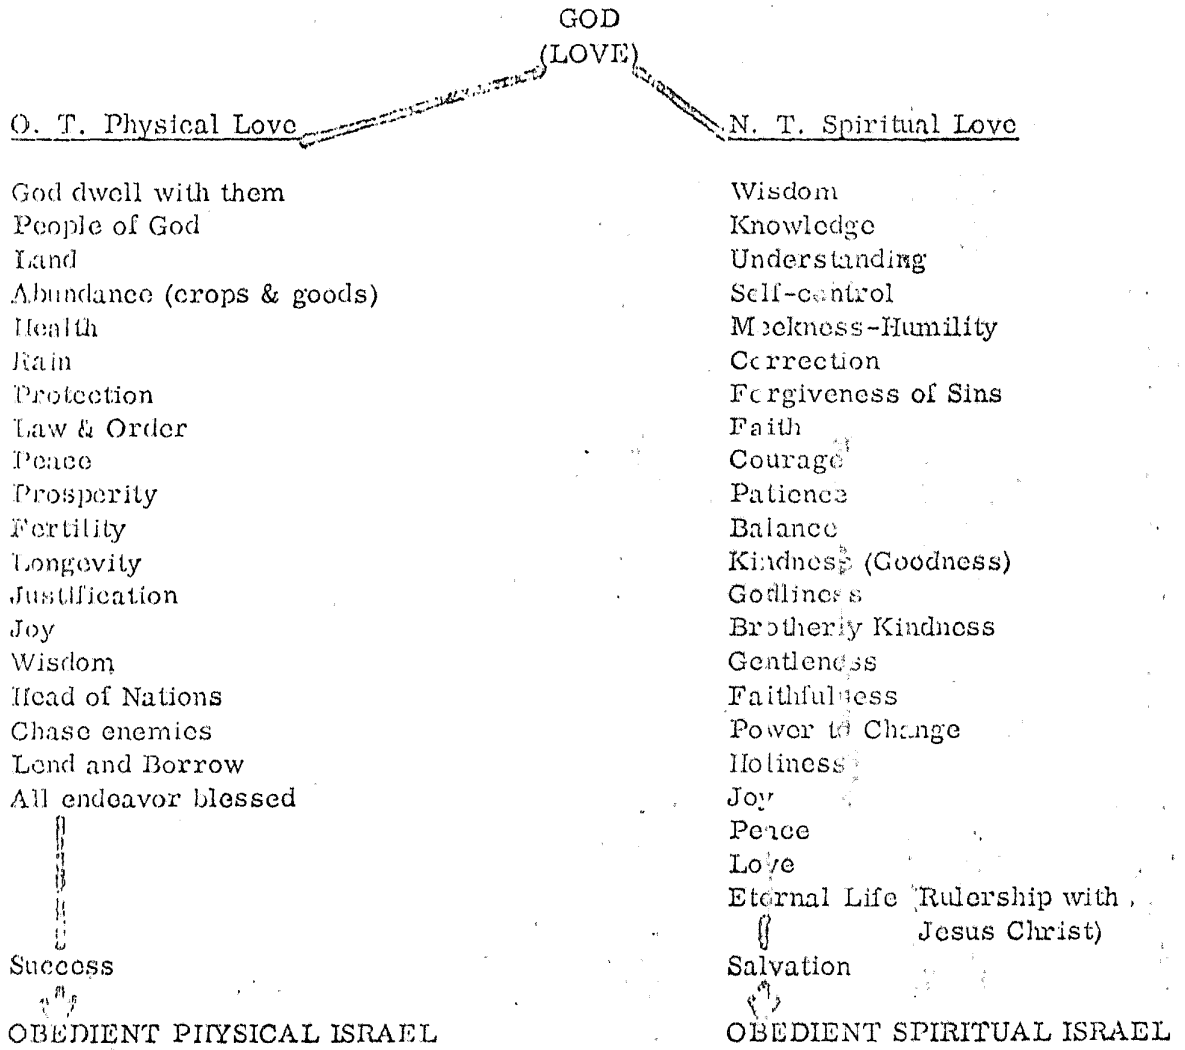 GOD
(LOVE)
O. T. Physical Love
God dwell with them
People of God
Land
Abundance (crops & goods)
Health
Rain
Protection
Law & Order
Peace
Prosperity
Fertility
Longevity
Justification
Joy
Wisdom
Head of Nations
Chase enemies
Lend and Borrow
All endeavor blessed
Success
OBEDIENT PHYSICAL ISRAEL
N. T. Spiritual Love
Wisdom
Knowledge
Understanding
Self-control
Meekness-Humility
Correction
Forgiveness of Sins
Faith
Courage
Patience
Balance
Kindness (Goodness)
Godliness
Brotherly Kindness
Gentleness
Faithfulness
Power to Change
Holiness
Joy
Peace
Love
Eternal Life (Rulership with
Jesus Christ)
Salvation
OBEDIENT SPIRITUAL ISRAEL